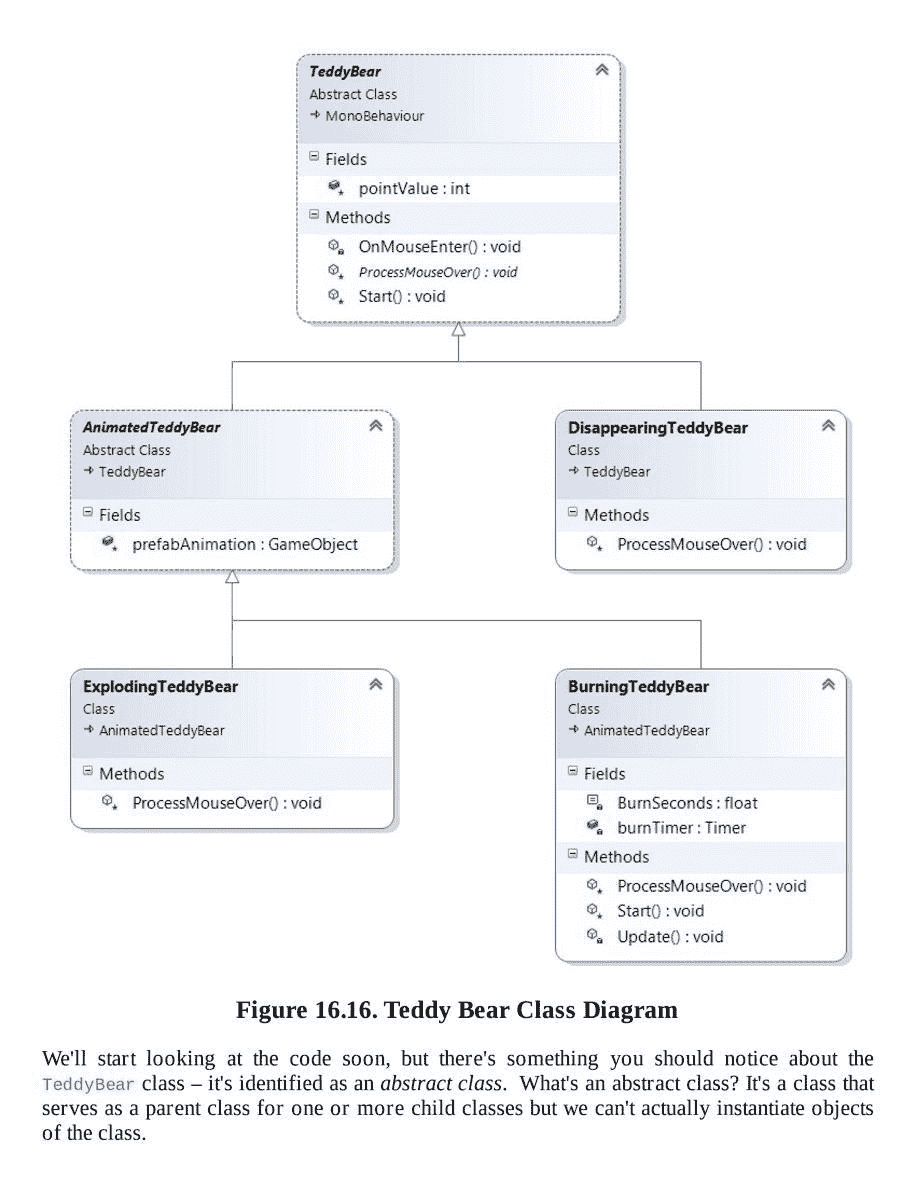 TeddyBear
Abstract Class
MonoBehaviour
Fields
pointValue : int
Methods
OnMouseEnter() : void
ProcessMouseOver() : void
Start() : void
AnimatedTeddyBear
Abstract Class
TeddyBear
Fields
prefabAnimation : GameObject
DisappearingTeddyBear
Class
TeddyBear
Methods
ProcessMouseOver() : void
ExplodingTeddyBear
Class
AnimatedTeddyBear
Methods
ProcessMouseOver() : void
BurningTeddyBear
Class
AnimatedTeddyBear
Fields
BurnSeconds : float
burnTimer : Timer
Methods
ProcessMouseOver() : void
Start() : void
Update() : void
Figure 16.16. Teddy Bear Class Diagram
We'll start looking at the code soon, but there's something you should notice about the
TeddyBear class – it's identified as an abstract class. What's an abstract class? It's a class that
serves as a parent class for one or more child classes but we can't actually instantiate objects
of the class.